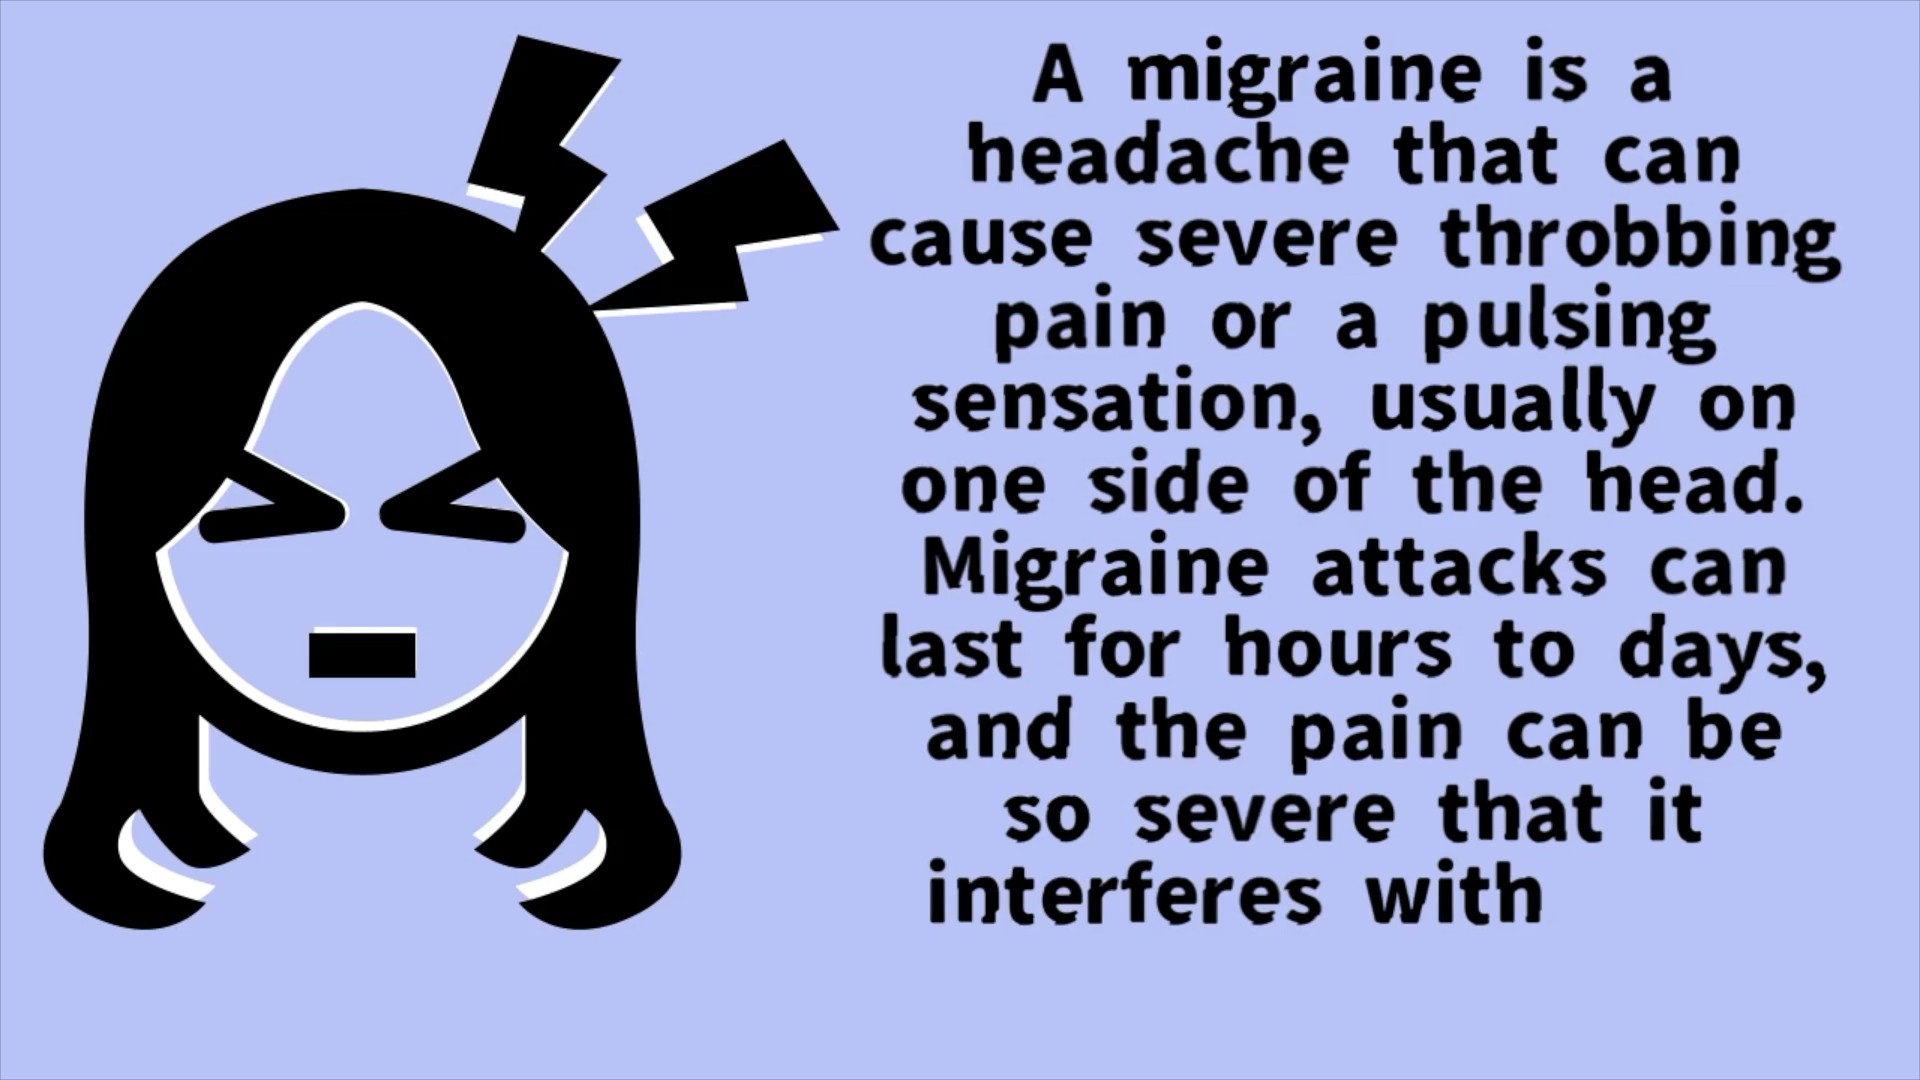 A migraine is a
headache that can
cause severe throbbing
pain or a pulsing
sensation, usually on
one side of the head.
Migraine attacks can
last for hours to days,
and the pain can be
so severe that it
interferes with